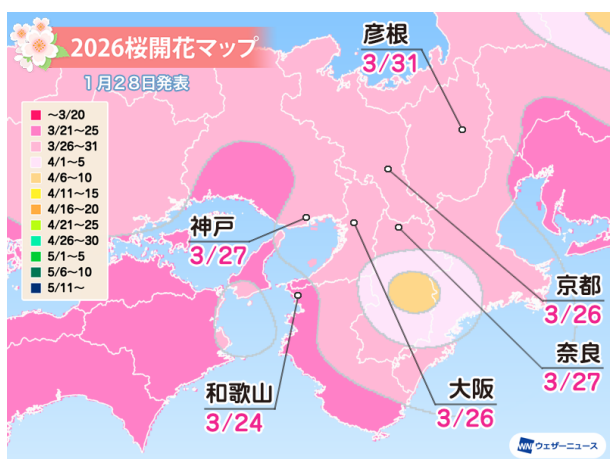 2026桜開花マップ
1月28日発表
～3/20
3/21～25
3/26～31
4/1～5
4/6～10
4/11～15
4/16～20
4/21～25
4/26～30
5/1～5
5/6～10
5/11～
彦根
3/31
神戸
3/27
京都
3/26
奈良
3/27
大阪
3/26
和歌山
3/24
WN ウェザーニュース